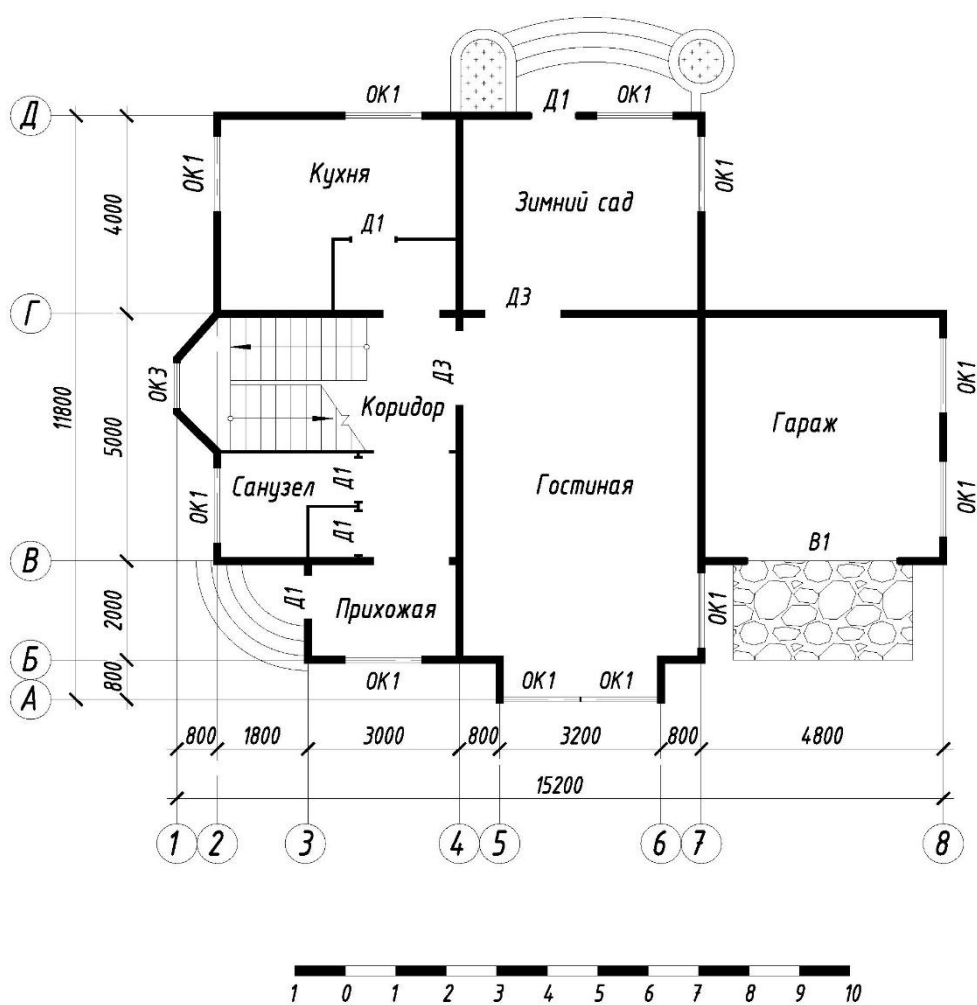 Д
ОК1
Д1
ОК1
ОК1
Кухня
Зимний сад
ОК1
4000
Д1
Г
Д3
ОК3
Д3
ОК1
11800
5000
Коридор
Гараж
Санузел
Д1
Гостиная
ОК1
ОК1
Д1
В
В1
2000
Д1
Прихожая
ОК1
Б
800
ОК1
ОК1
ОК1
А
800
1800
3000
800
3200
800
4800
15200
1
2
3
4
5
6
7
8
1 0 1 2 3 4 5 6 7 8 9 10